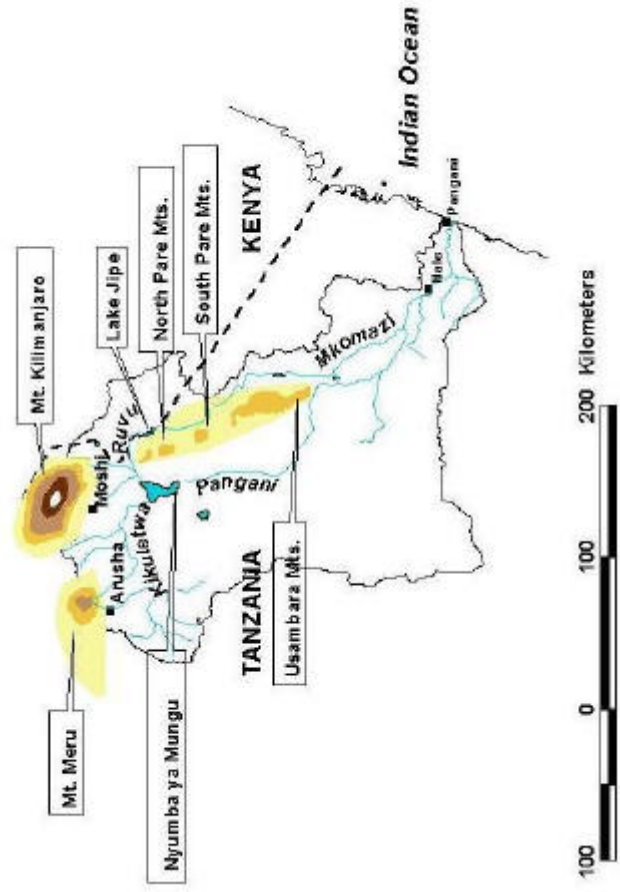 Mt. Kilimanjaro
Lake Jipe
North Pare Mts.
South Pare Mts.
Mt. Meru
Nyumba ya Mungu
Usambara Mts.
Arusha
Moshi
Ruvu
Kikuletwa
Pangani
Mkomazi
Hale
Pangani
TANZANIA
KENYA
Indian Ocean
100 0 100 200 Kilometers